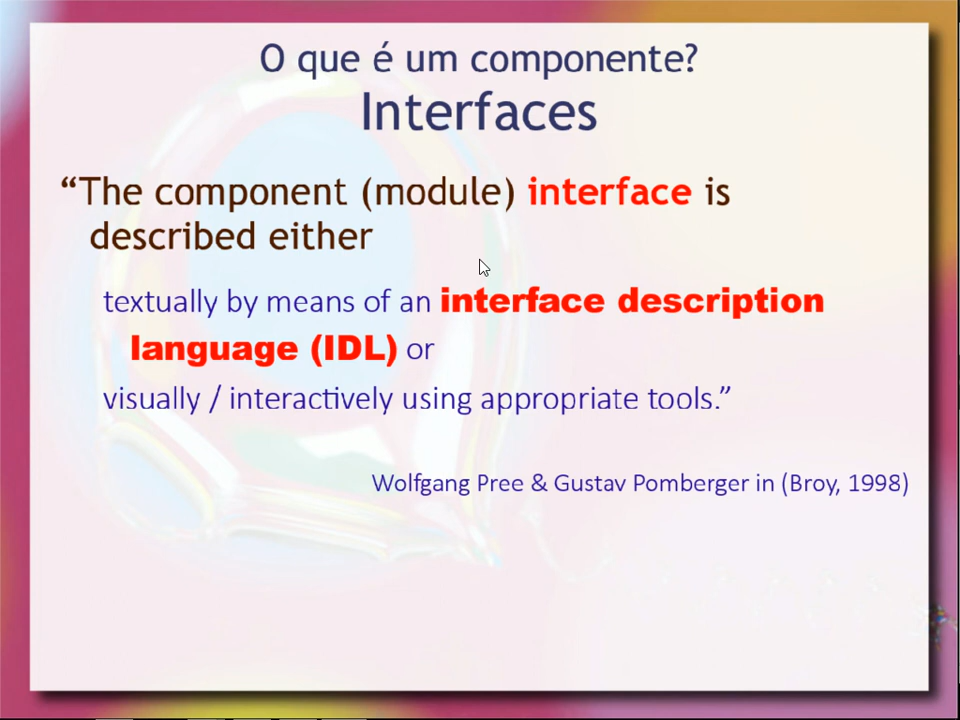 O que é um componente?
Interfaces
“The component (module) interface is
described either
textually by means of an interface description
language (IDL) or
visually / interactively using appropriate tools.”
Wolfgang Pree & Gustav Pomberger in (Broy, 1998)